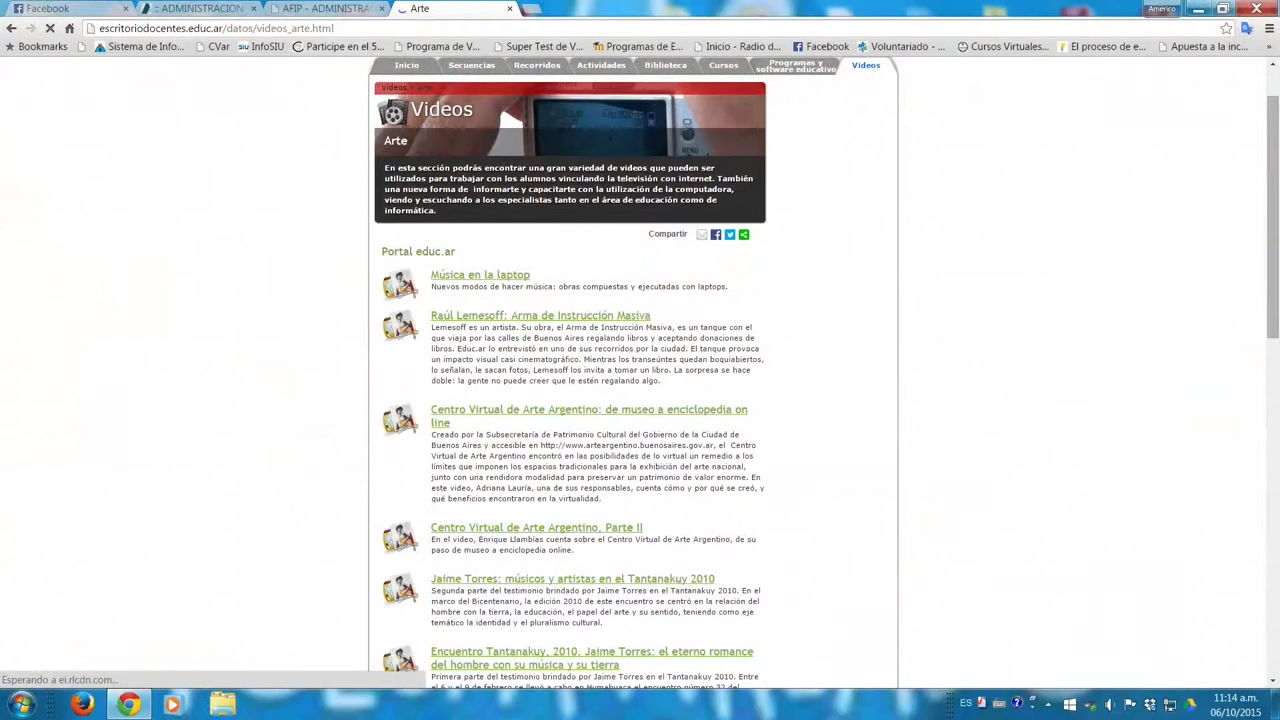 Facebook
:: ADMINISTRACION
AFIP - ADMINISTRA
Arte
Américo
escritoriodocentes.educ.ar/datos/videos_arte.html
Bookmarks
Sistema de Info...
CVar
InfoSIU
Participe en el 5...
Programa de V...
Super Test de V...
Programas de E...
Inicio - Radio d...
Facebook
Voluntariado - ...
Cursos Virtuales...
El proceso de e...
Apuesta a la inc...
Inicio
Secuencias
Recorridos
Actividades
Biblioteca
Cursos
Programas y
software educativo
Videos
Videos
Videos
MENU
Arte
En esta sección podrás encontrar una gran variedad de videos que pueden ser
utilizados para trabajar con los alumnos vinculando la televisión con internet. También
una nueva forma de informarte y capacitarte con la utilización de la computadora,
viendo y escuchando a los especialistas tanto en el área de educación como de
informática.
Compartir
Portal educ.ar
Música en la laptop
Nuevos modos de hacer música: obras compuestas y ejecutadas con laptops.
Raúl Lemesoff: Arma de Instrucción Masiva
Lemesoff es un artista. Su obra, el Arma de Instrucción Masiva, es un tanque con el
que viaja por las calles de Buenos Aires regalando libros y aceptando donaciones de
libros. Educ.ar lo entrevistó en uno de sus recorridos por la ciudad. El tanque provoca
un impacto visual casi cinematográfico. Mientras los transeúntes quedan boquiabiertos,
lo señalan, le sacan fotos, Lemesoff los invita a tomar un libro. La sorpresa se hace
doble: la gente no puede creer que le estén regalando algo.
Centro Virtual de Arte Argentino: de museo a enciclopedia on
line
Creado por la Subsecretaría de Patrimonio Cultural del Gobierno de la Ciudad de
Buenos Aires y accesible en http://www.arteargentino.buenosaires.gov.ar, el Centro
Virtual de Arte Argentino encontró en las posibilidades de lo virtual un remedio a los
límites que imponen los espacios tradicionales para la exhibición del arte nacional,
junto con una rendidora modalidad para preservar un patrimonio de valor enorme. En
este video, Adriana Lauría, una de sus responsables, cuenta cómo y por qué se creó, y
qué beneficios encontraron en la virtualidad.
Centro Virtual de Arte Argentino, Parte II
En el video, Enrique Llambías cuenta sobre el Centro Virtual de Arte Argentino, de su
paso de museo a enciclopedia online.
Jaime Torres: músicos y artistas en el Tantanakuy 2010
Segunda parte del testimonio brindado por Jaime Torres en el Tantanakuy 2010. En el
marco del Bicentenario, la edición 2010 de este encuentro se centró en la relación del
hombre con la tierra, la educación, el papel del arte y su sentido, teniendo como eje
temático la identidad y el pluralismo cultural.
Encuentro Tantanakuy, 2010, Jaime Torres: el eterno romance
del hombre con su música y su tierra
Primera parte del testimonio brindado por Jaime Torres en el Tantanakuy 2010. Entre
el 6 y el 9 de febrero se llevó a cabo en Humahuaca el encuentro número 32 del
Esperando a ei.rlcdn.com...
ES
11:14 a.m.
06/10/2015